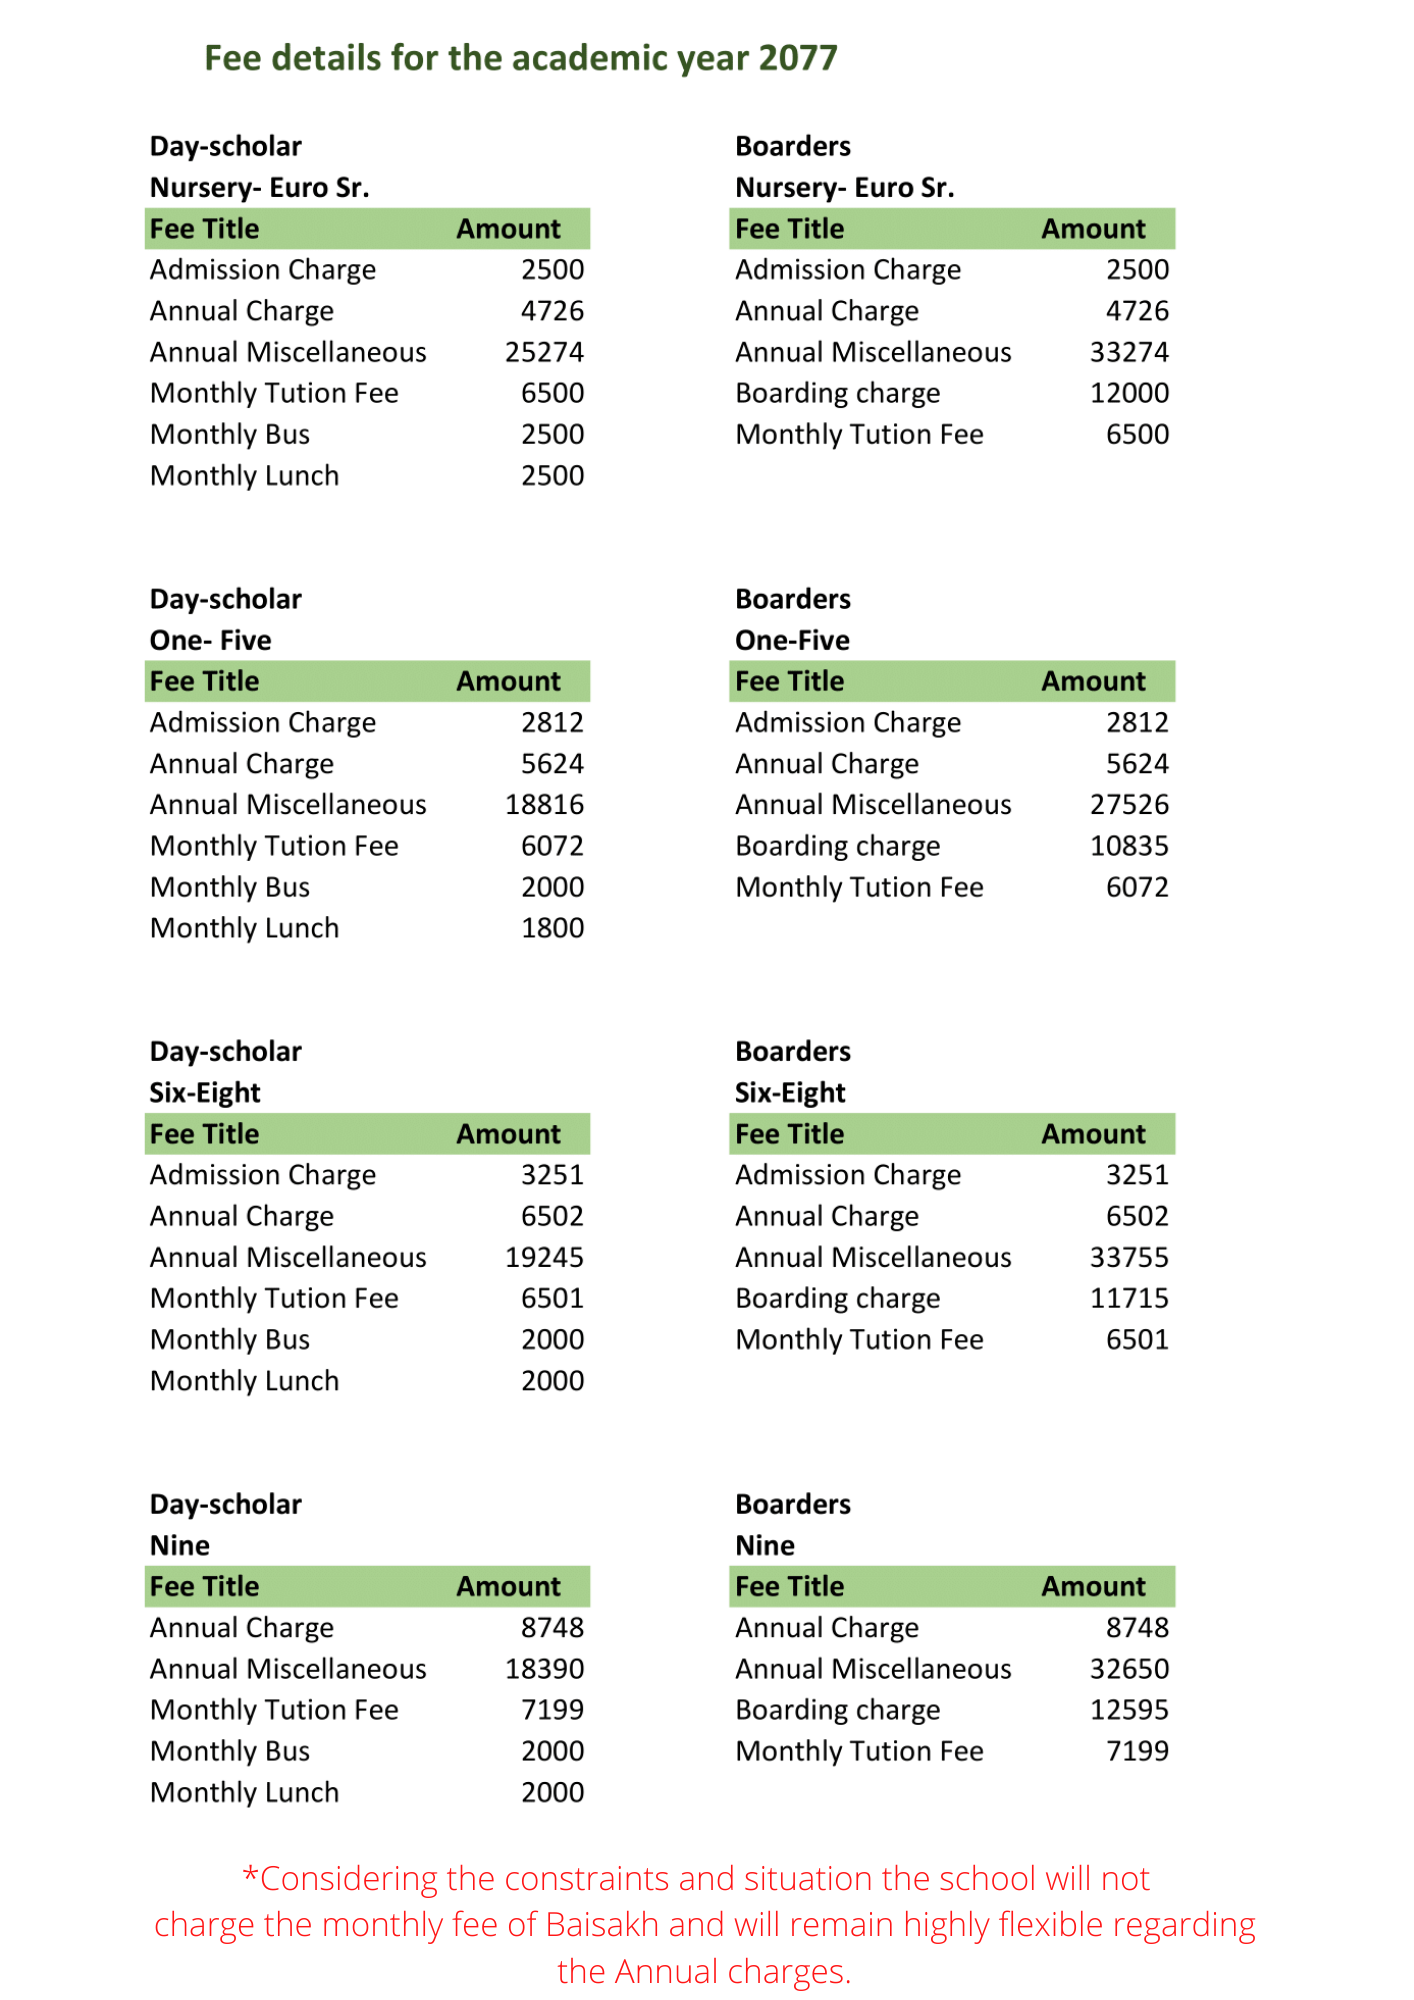 Fee details for the academic year 2077
Day-scholar
Nursery- Euro Sr.
Fee Title Amount
Admission Charge 2500
Annual Charge 4726
Annual Miscellaneous 25274
Monthly Tution Fee 6500
Monthly Bus 2500
Monthly Lunch 2500
Boarders
Nursery- Euro Sr.
Fee Title Amount
Admission Charge 2500
Annual Charge 4726
Annual Miscellaneous 33274
Boarding charge 12000
Monthly Tution Fee 6500
Day-scholar
One- Five
Fee Title Amount
Admission Charge 2812
Annual Charge 5624
Annual Miscellaneous 18816
Monthly Tution Fee 6072
Monthly Bus 2000
Monthly Lunch 1800
Boarders
One-Five
Fee Title Amount
Admission Charge 2812
Annual Charge 5624
Annual Miscellaneous 27526
Boarding charge 10835
Monthly Tution Fee 6072
Day-scholar
Six-Eight
Fee Title Amount
Admission Charge 3251
Annual Charge 6502
Annual Miscellaneous 19245
Monthly Tution Fee 6501
Monthly Bus 2000
Monthly Lunch 2000
Boarders
Six-Eight
Fee Title Amount
Admission Charge 3251
Annual Charge 6502
Annual Miscellaneous 33755
Boarding charge 11715
Monthly Tution Fee 6501
Day-scholar
Nine
Fee Title Amount
Annual Charge 8748
Annual Miscellaneous 18390
Monthly Tution Fee 7199
Monthly Bus 2000
Monthly Lunch 2000
Boarders
Nine
Fee Title Amount
Annual Charge 8748
Annual Miscellaneous 32650
Boarding charge 12595
Monthly Tution Fee 7199
*Considering the constraints and situation the school will not
charge the monthly fee of Baisakh and will remain highly flexible regarding
the Annual charges.